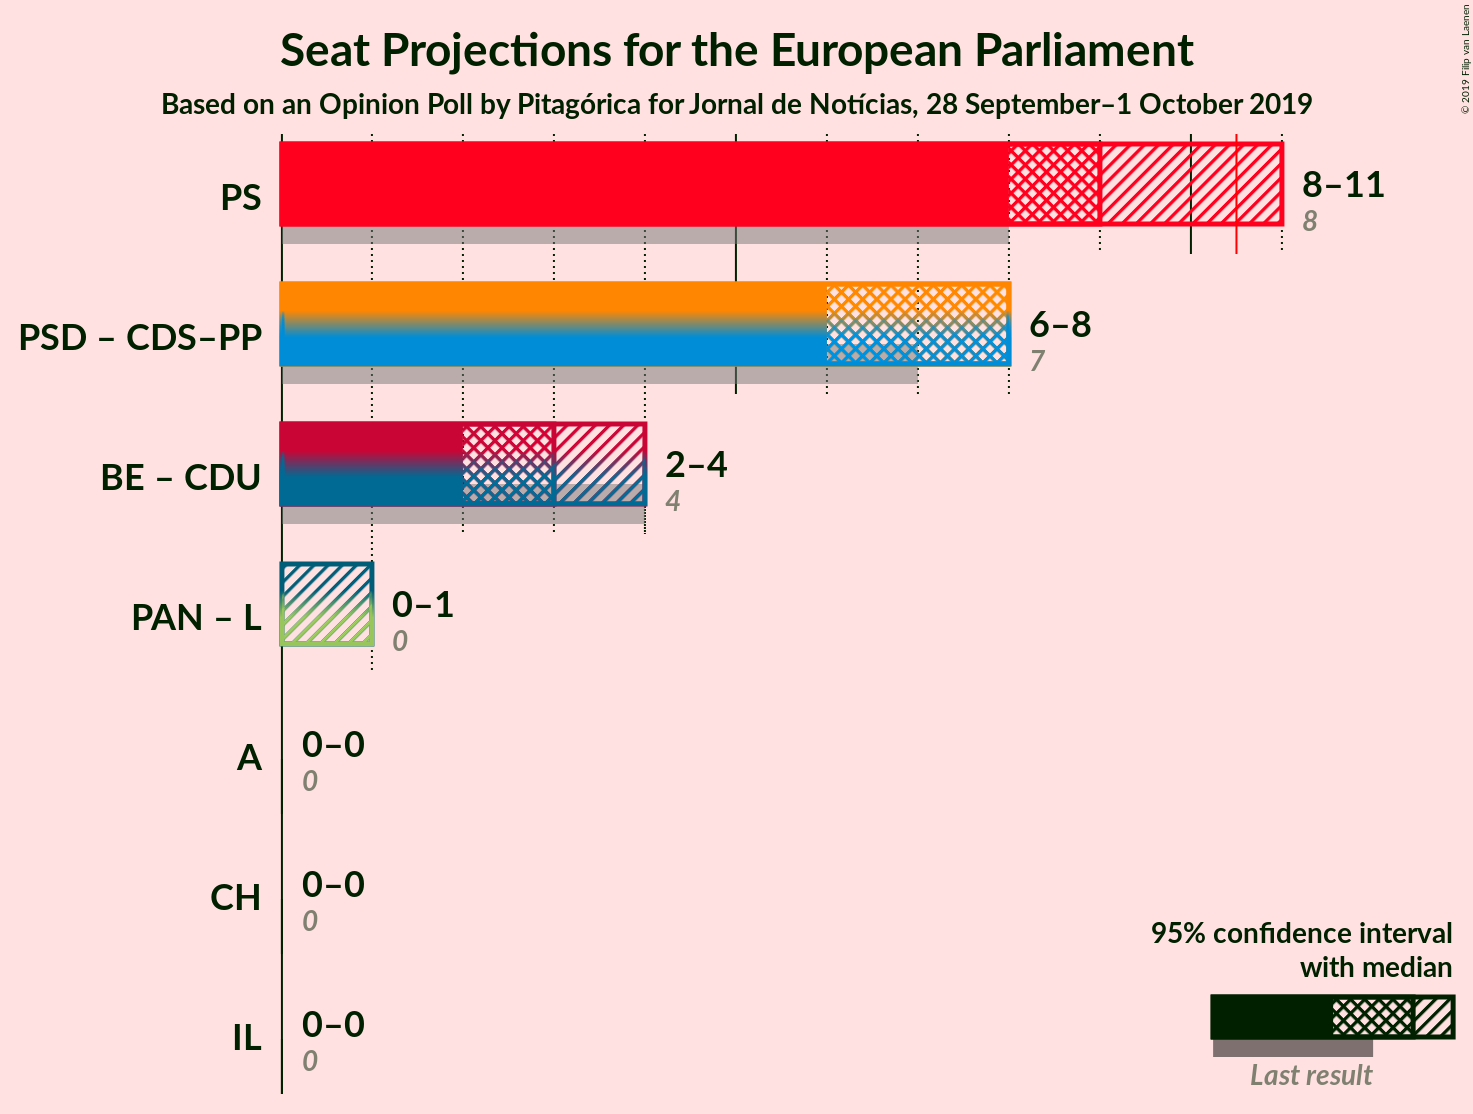 Seat Projections for the European Parliament
Based on an Opinion Poll by Pitagórica for Jornal de Notícias, 28 September–1 October 2019
© 2019 Filip van Laenen
PS
8–11
8
PSD – CDS–PP
6–8
7
BE – CDU
2–4
4
PAN – L
0–1
0
A
0–0
0
CH
0–0
0
IL
0–0
0
95% confidence interval
with median
Last result